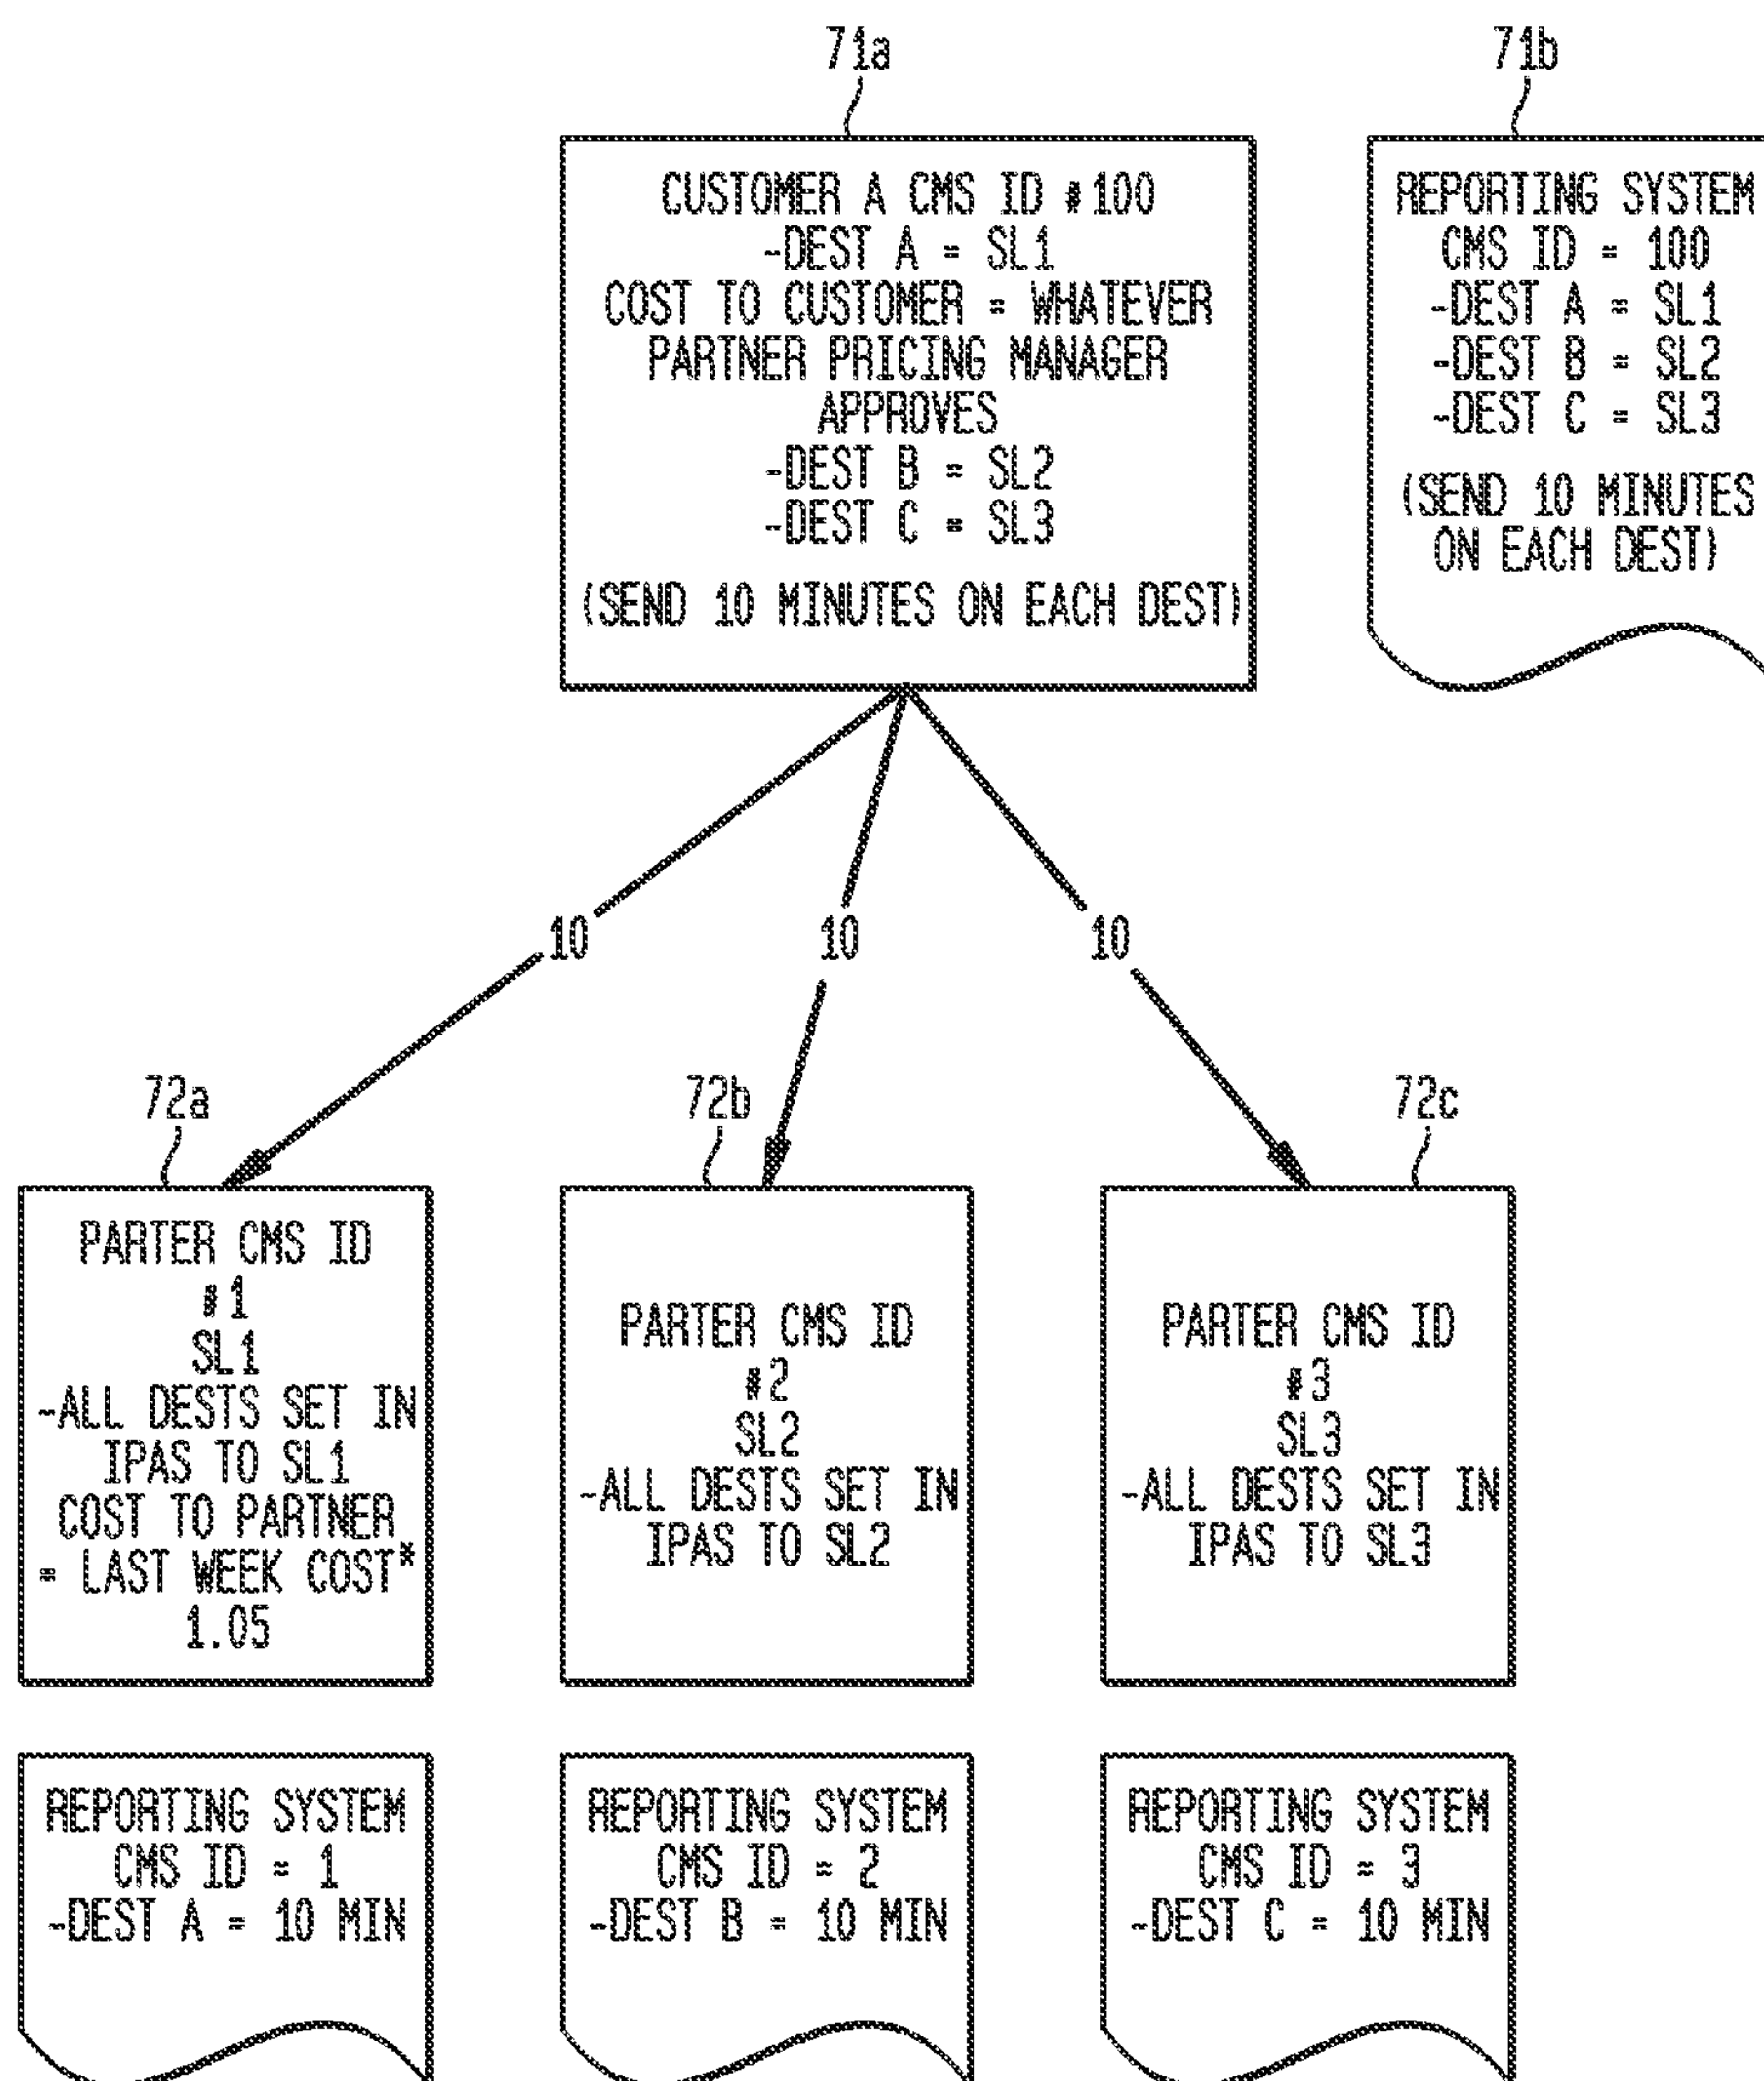 71a
CUSTOMER A CMS ID #100
-DEST A = SL1
COST TO CUSTOMER = WHATEVER
PARTNER PRICING MANAGER
APPROVES
-DEST B = SL2
-DEST C = SL3
(SEND 10 MINUTES ON EACH DEST)
71b
REPORTING SYSTEM
CMS ID = 100
-DEST A = SL1
-DEST B = SL2
-DEST C = SL3
(SEND 10 MINUTES
ON EACH DEST)
10
10
10
72a
PARTER CMS ID
#1
SL1
-ALL DESTS SET IN
IPAS TO SL1
COST TO PARTNER
= LAST WEEK COST*
1.05
72b
PARTER CMS ID
#2
SL2
-ALL DESTS SET IN
IPAS TO SL2
72c
PARTER CMS ID
#3
SL3
-ALL DESTS SET IN
IPAS TO SL3
REPORTING SYSTEM
CMS ID = 1
-DEST A = 10 MIN
REPORTING SYSTEM
CMS ID = 2
-DEST B = 10 MIN
REPORTING SYSTEM
CMS ID = 3
-DEST C = 10 MIN